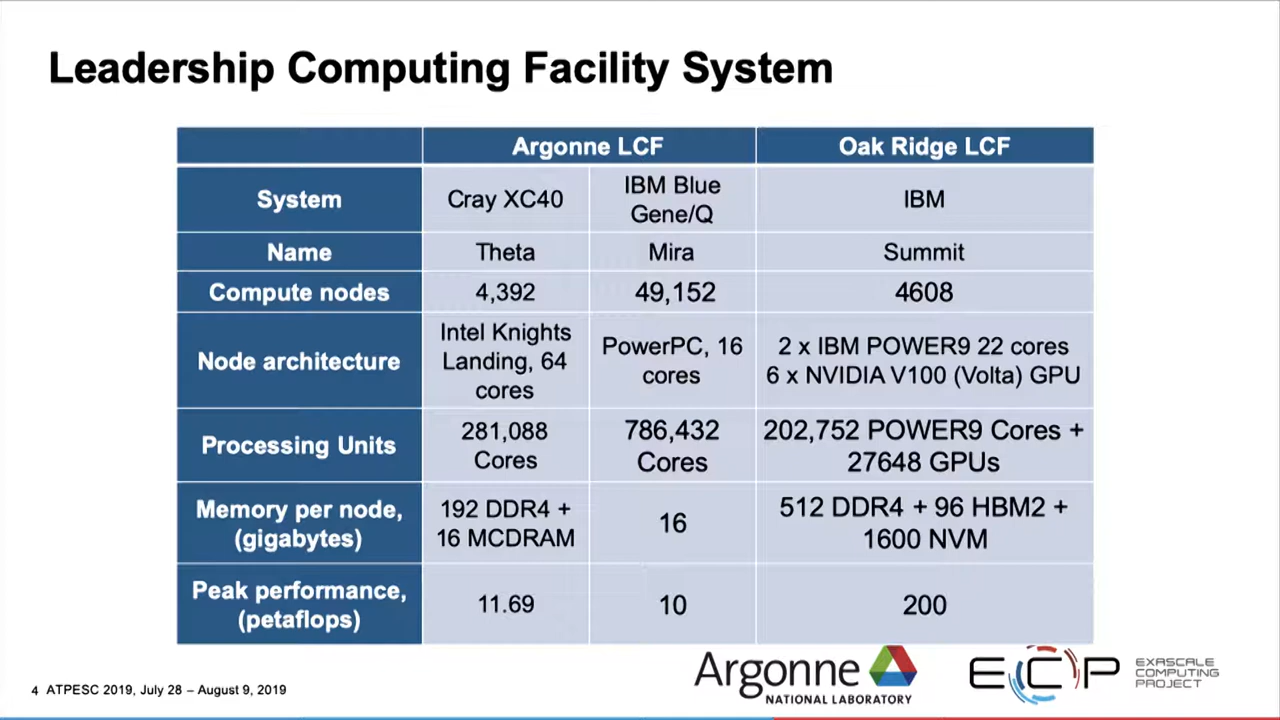 Leadership Computing Facility System
Argonne LCF
Oak Ridge LCF
System
Cray XC40
IBM Blue
Gene/Q
IBM
Name
Theta
Mira
Summit
Compute nodes
4,392
49,152
4608
Node architecture
Intel Knights
Landing, 64
cores
PowerPC, 16
cores
2 x IBM POWER9 22 cores
6 x NVIDIA V100 (Volta) GPU
Processing Units
281,088
Cores
786,432
Cores
202,752 POWER9 Cores +
27648 GPUs
Memory per node,
(gigabytes)
192 DDR4 +
16 MCDRAM
16
512 DDR4 + 96 HBM2 +
1600 NVM
Peak performance,
(petaflops)
11.69
10
200
4 ATPESC 2019, July 28 – August 9, 2019
Argonne
NATIONAL LABORATORY
ECP
EXASCALE
COMPUTING
PROJECT